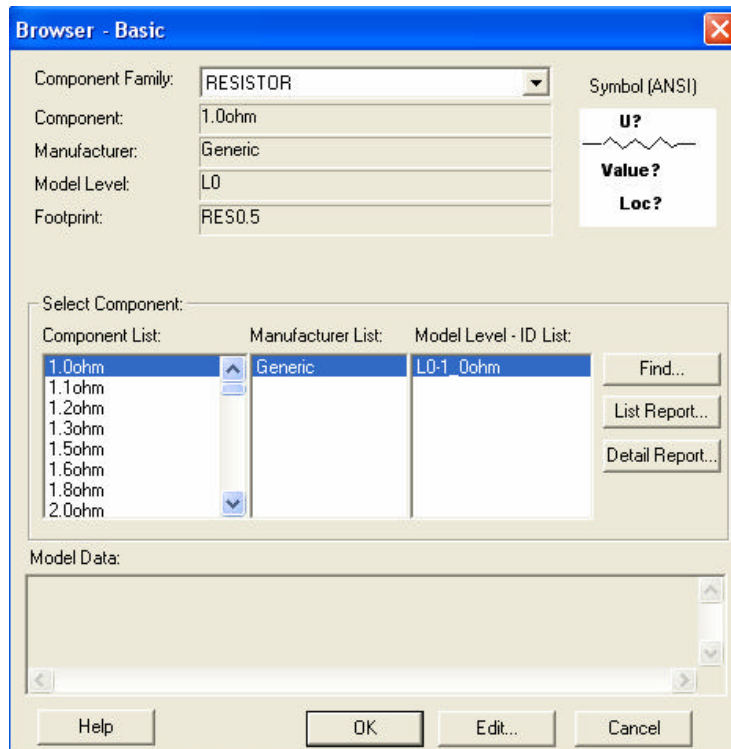 Browser - Basic
Component Family: RESISTOR
Symbol (ANSI)
Component: 1.0ohm
U?
Manufacturer: Generic
Value?
Model Level: L0
Loc?
Footprint: RES0.5
Select Component:
Component List: Manufacturer List: Model Level - ID List:
1.0ohm Generic L0-1_0ohm Find...
1.1ohm
1.2ohm List Report...
1.3ohm
1.5ohm Detail Report...
1.6ohm
1.8ohm
2.0ohm
Model Data:
Help OK Edit... Cancel